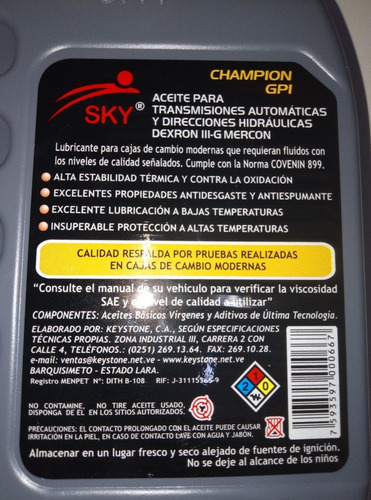 SKY®
CHAMPION
GPI
ACEITE PARA
TRANSMISIONES AUTOMÁTICAS
Y DIRECCIONES HIDRÁULICAS
DEXRON III-G MERCON
Lubricante para cajas de cambio modernas que requieran fluidos con
los niveles de calidad señalados. Cumple con la Norma COVENIN 899.
ALTA ESTABILIDAD TÉRMICA Y CONTRA LA OXIDACIÓN
EXCELENTES PROPIEDADES ANTIDESGASTE Y ANTIESPUMANTE
EXCELENTE LUBRICACIÓN A BAJAS TEMPERATURAS
INSUPERABLE PROTECCIÓN A ALTAS TEMPERATURAS
CALIDAD RESPALDA POR PRUEBAS REALIZADAS
EN CAJAS DE CAMBIO MODERNAS
"Consulte el manual de su vehículo para verificar la viscosidad
SAE y el nivel de calidad a utilizar"
COMPONENTES: Aceites Básicos Vírgenes y Aditivos de Última Tecnología.
ELABORADO POR: KEYSTONE, C.A., SEGÚN ESPECIFICACIONES
TÉCNICAS PROPIAS. ZONA INDUSTRIAL III, CARRERA 2 CON
CALLE 4, TELÉFONOS.: (0251) 269.13.64. FAX: 269.10.28.
e-mail: ventas@keystone.net.ve - www.keystone.net.ve
BARQUISIMETO - ESTADO LARA.
Registro MENPET Nº: DITH B-108 RIF: J-31115365-9
1
2 0
W
7593597000667
NO CONTAMINE, NO TIRE ACEITE USADO,
DISPONGA DE EL EN LOS SITIOS AUTORIZADOS.
PRECAUCIONES: EL CONTACTO PROLONGADO CON EL ACEITE PUEDE CAUSAR
IRRITACIÓN EN LA PIEL, EN CASO DE CONTACTO LAVE CON AGUA Y JABÓN.
Almacenar en un lugar fresco y seco alejado de fuentes de ignición.
No se deje al alcance de los niños